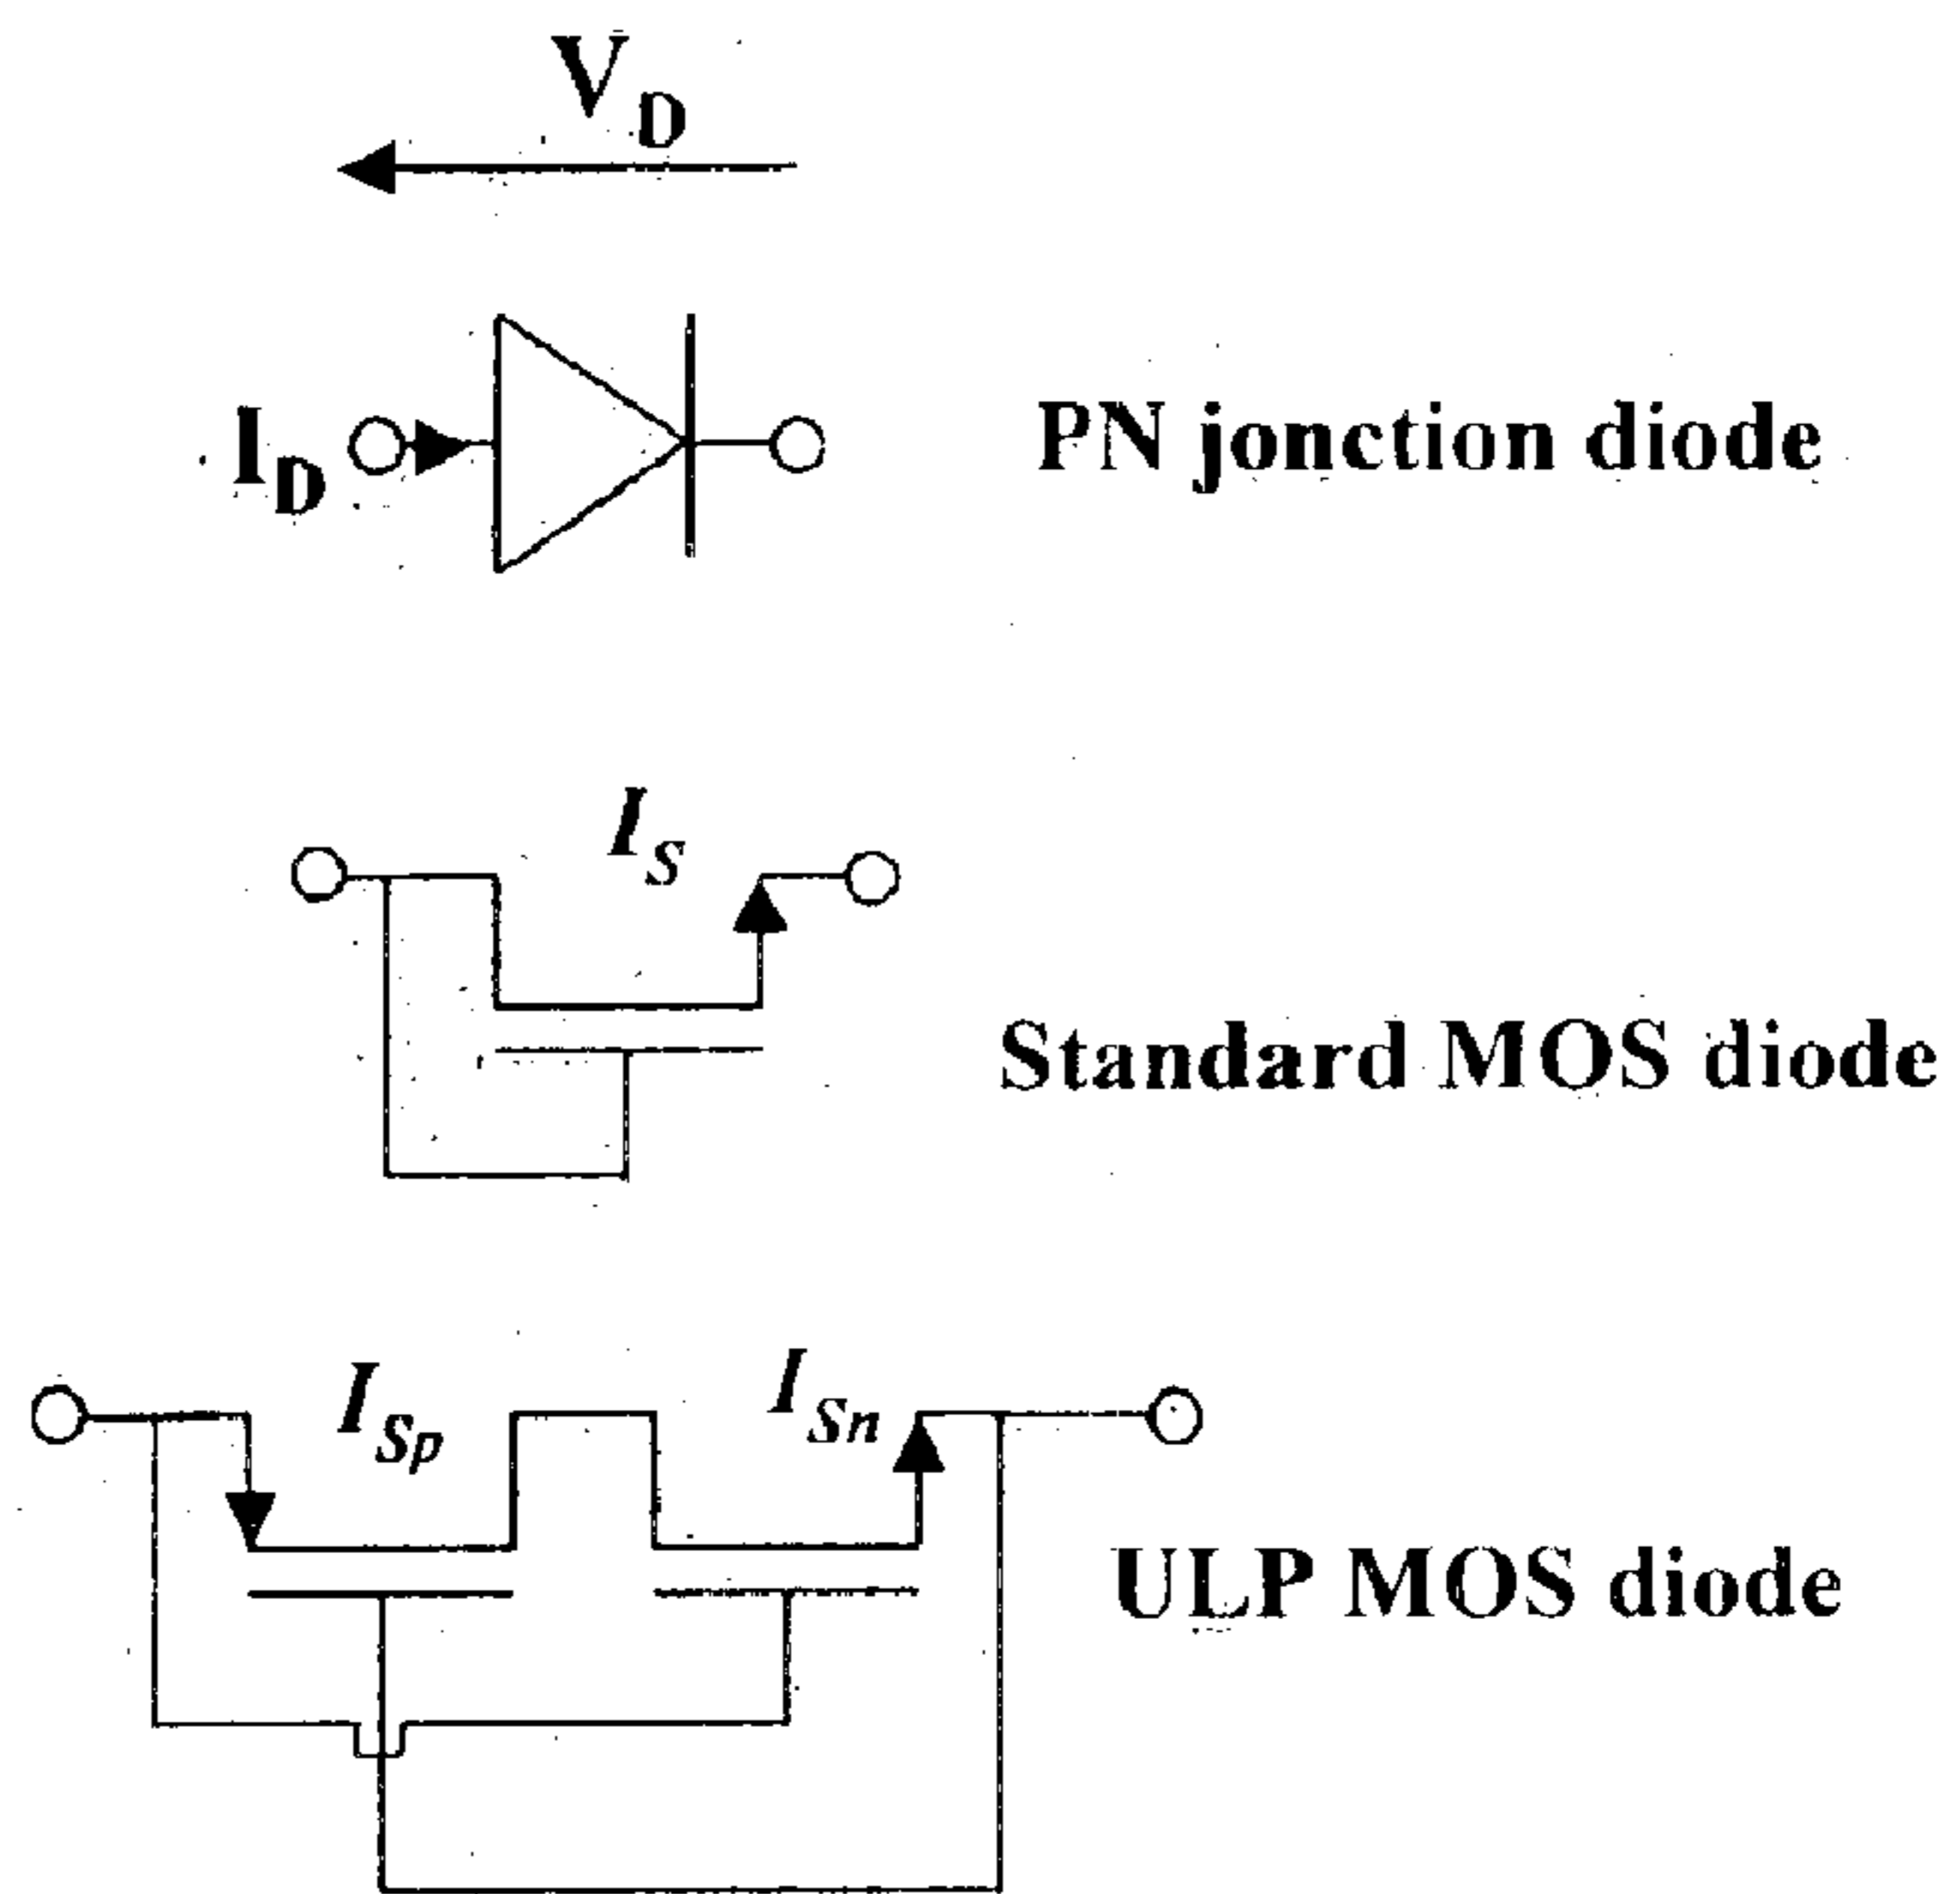 V_D
I_D
PN jonction diode
I_S
Standard MOS diode
I_Sp
I_Sn
ULP MOS diode